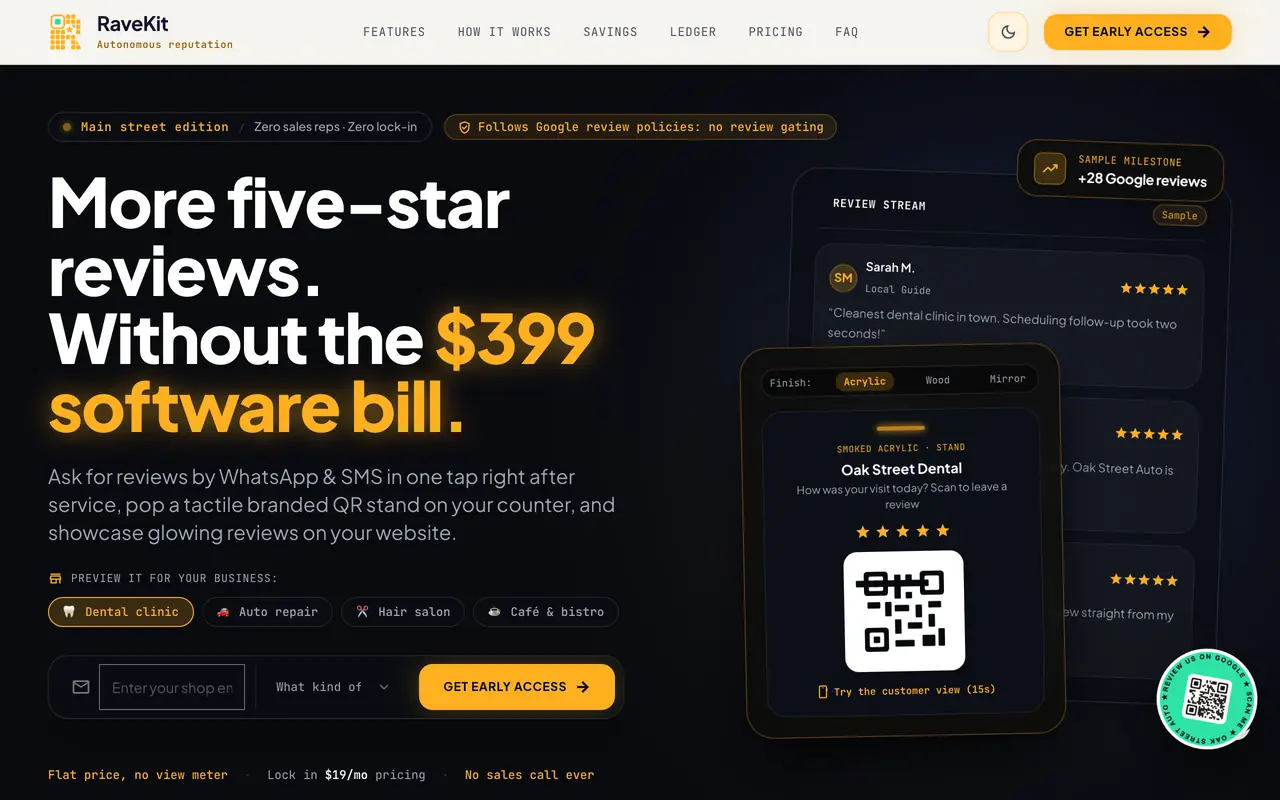 RaveKit
Autonomous reputation
FEATURES
HOW IT WORKS
SAVINGS
LEDGER
PRICING
FAQ
GET EARLY ACCESS
Main street edition / Zero sales reps · Zero lock-in
Follows Google review policies: no review gating
More five-star
reviews.
Without the $399
software bill.
Ask for reviews by WhatsApp & SMS in one tap right after
service, pop a tactile branded QR stand on your counter, and
showcase glowing reviews on your website.
PREVIEW IT FOR YOUR BUSINESS:
Dental clinic
Auto repair
Hair salon
Café & bistro
Enter your shop en
What kind of
GET EARLY ACCESS
Flat price, no view meter · Lock in $19/mo pricing · No sales call ever
SAMPLE MILESTONE
+28 Google reviews
REVIEW STREAM
Sample
SM
Sarah M.
Local Guide
"Cleanest dental clinic in town. Scheduling follow-up took two
seconds!"
y. Oak Street Auto is
ew straight from my
Finish:
Acrylic
Wood
Mirror
SMOKED ACRYLIC · STAND
Oak Street Dental
How was your visit today? Scan to leave a
review
Try the customer view (15s)
REVIEW US ON GOOGLE ★ SCAN ME ★ OAK STREET AUTO ★